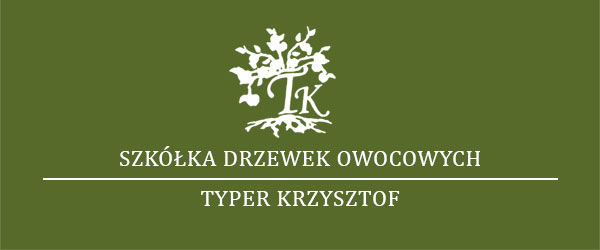 TK
SZKÓŁKA DRZEWEK OWOCOWYCH
TYPER KRZYSZTOF